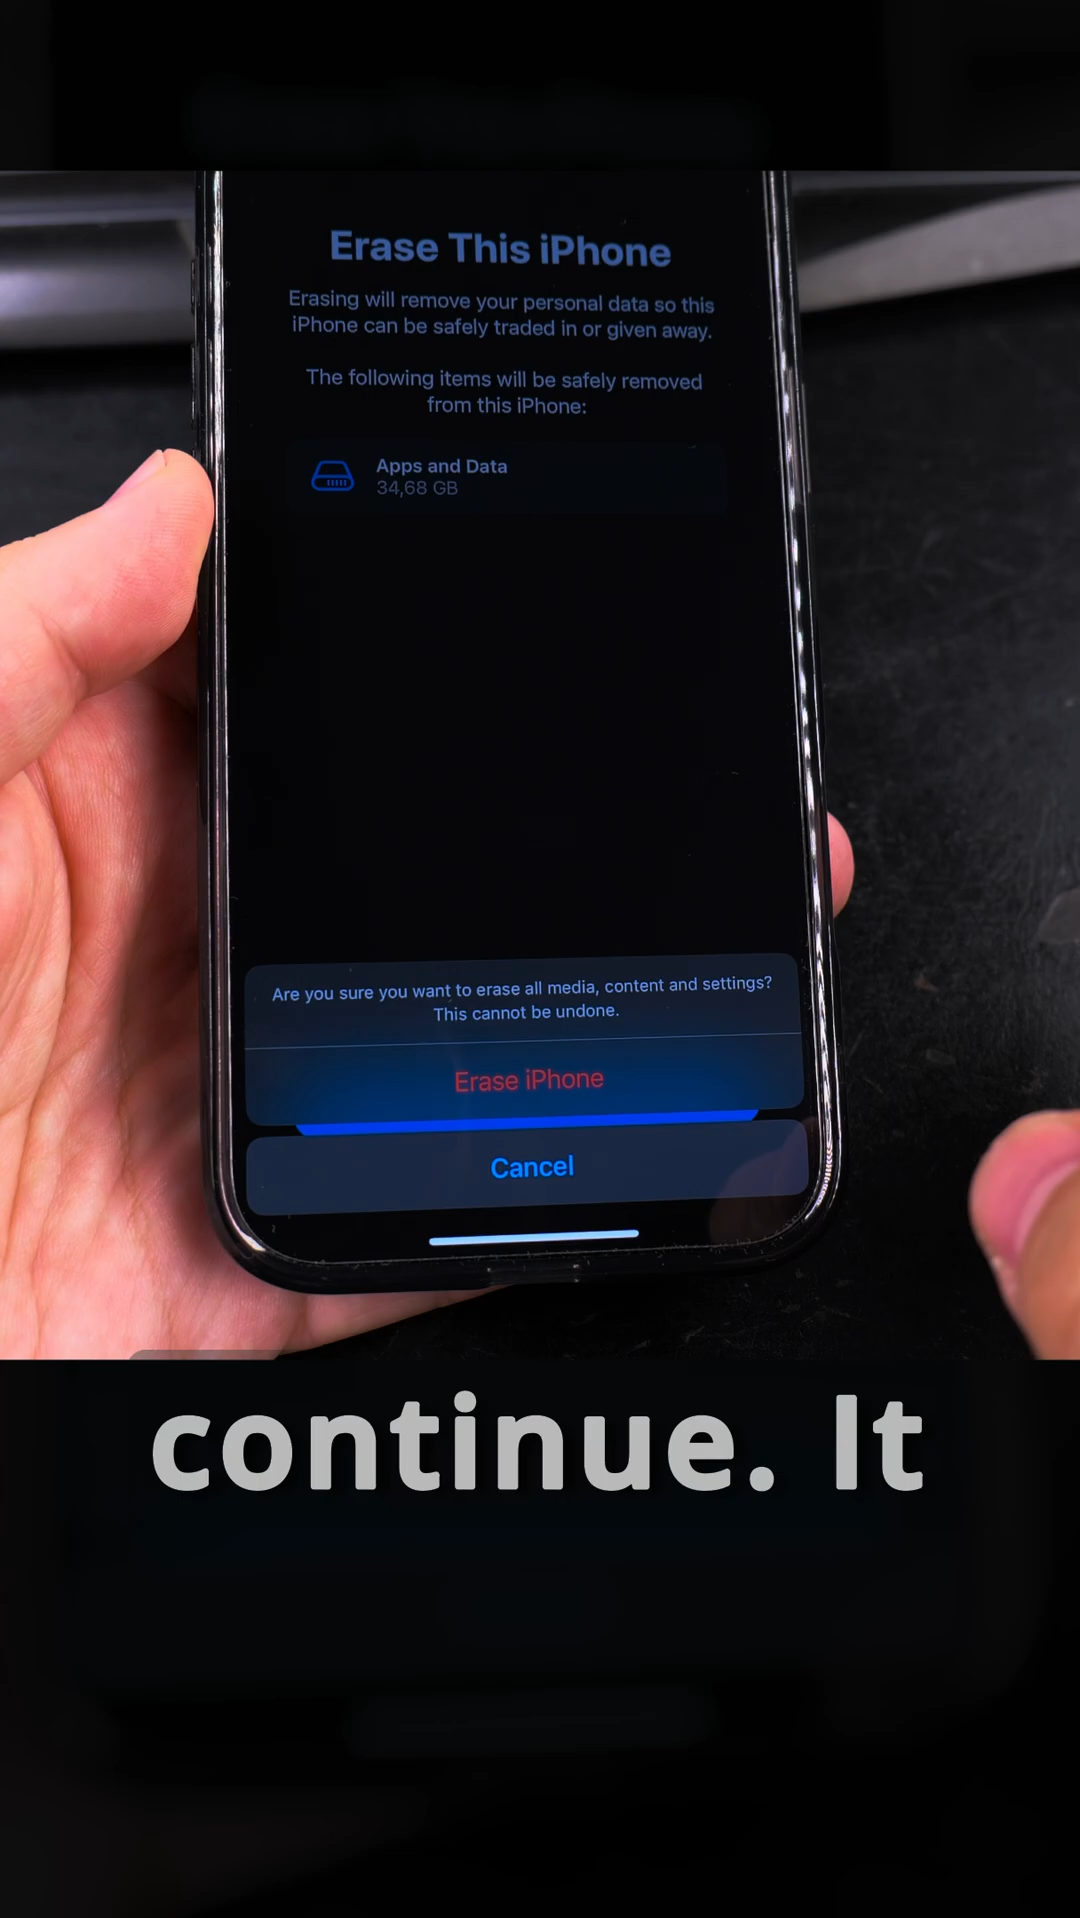 Erase This iPhone
Erasing will remove your personal data so this
iPhone can be safely traded in or given away.
The following items will be safely removed
from this iPhone:
Apps and Data
34,68 GB
Are you sure you want to erase all media, content and settings?
This cannot be undone.
Erase iPhone
Cancel
continue. It